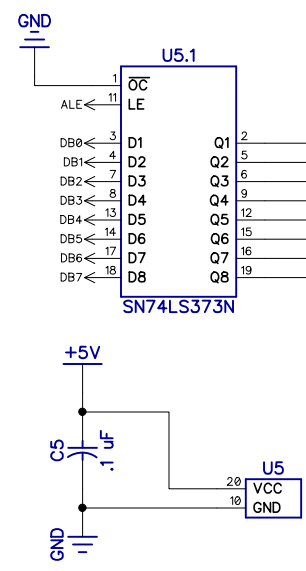 GND
U5.1
1 OC
ALE 11 LE
DB0 3 D1 Q1 2
DB1 4 D2 Q2 5
DB2 7 D3 Q3 6
DB3 8 D4 Q4 9
DB4 13 D5 Q5 12
DB5 14 D6 Q6 15
DB6 17 D7 Q7 16
DB7 18 D8 Q8 19
SN74LS373N
+5V
C5 .1 uF
U5
20 VCC
10 GND
GND